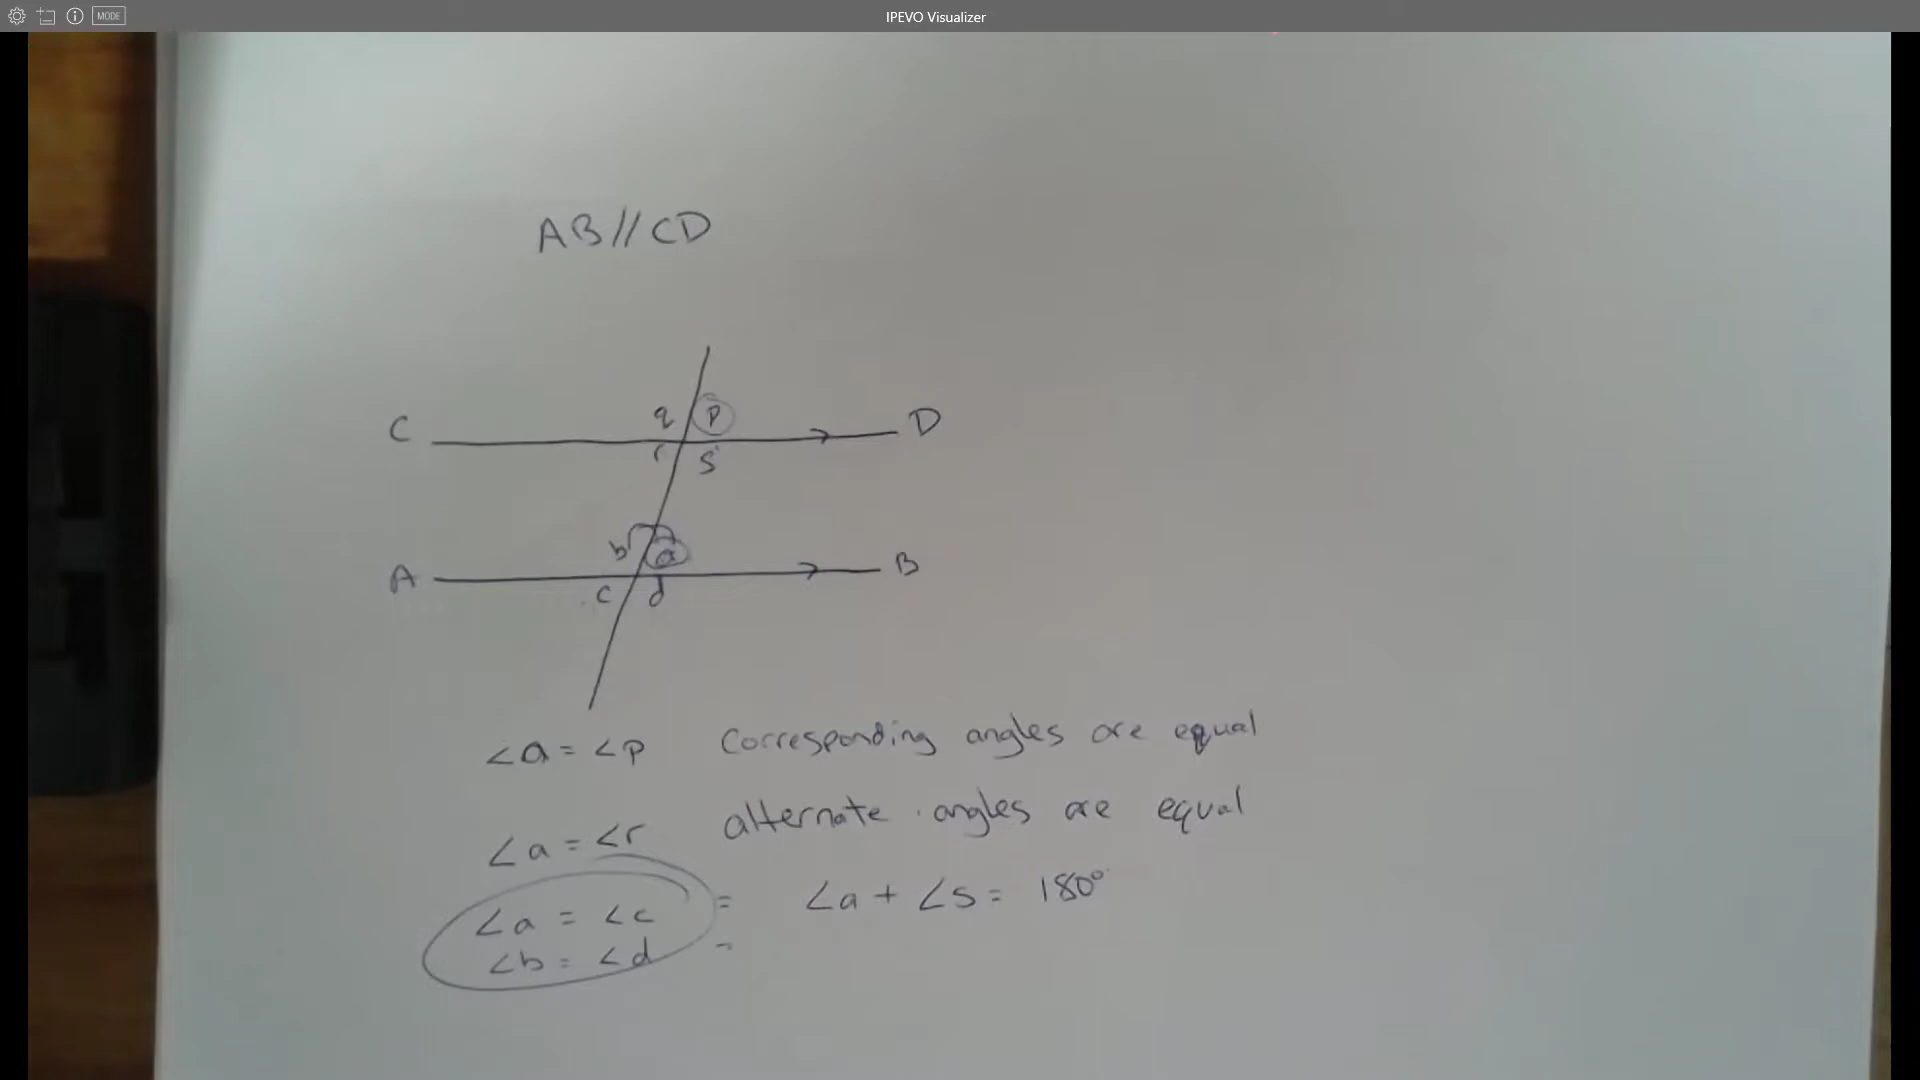 MODE
IPEVO Visualizer
AB//CD
q p
C D
r s
b a
A B
c d
∠a = ∠p corresponding angles are equal
∠a = ∠r alternate angles are equal
∠a = ∠c = ∠a + ∠s = 180°
∠b = ∠d =